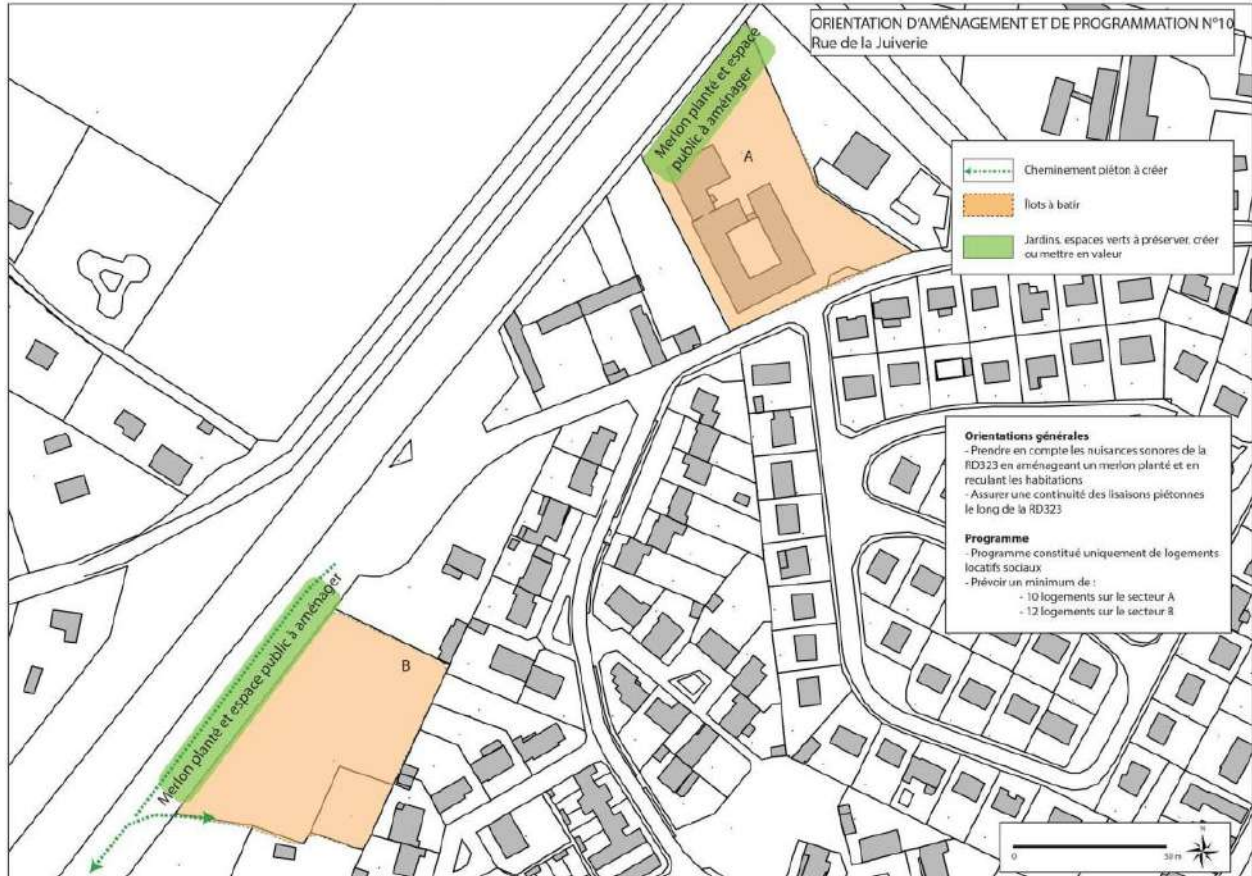 ORIENTATION D'AMÉNAGEMENT ET DE PROGRAMMATION N°10
Rue de la Juiverie
Merlon planté et espace
public à aménager
A
Cheminement piéton à créer
Îlots à batir
Jardins, espaces verts à préserver, créer
ou mettre en valeur
Orientations générales
- Prendre en compte les nuisances sonores de la
RD323 en aménageant un merlon planté et en
reculant les habitations
- Assurer une continuité des liaisons piétonnes
le long de la RD323
Programme
- Programme constitué uniquement de logements
locatifs sociaux
- Prévoir un minimum de :
- 10 logements sur le secteur A
- 12 logements sur le secteur B
Merlon planté et espace public à aménager
B
N
0 50 m